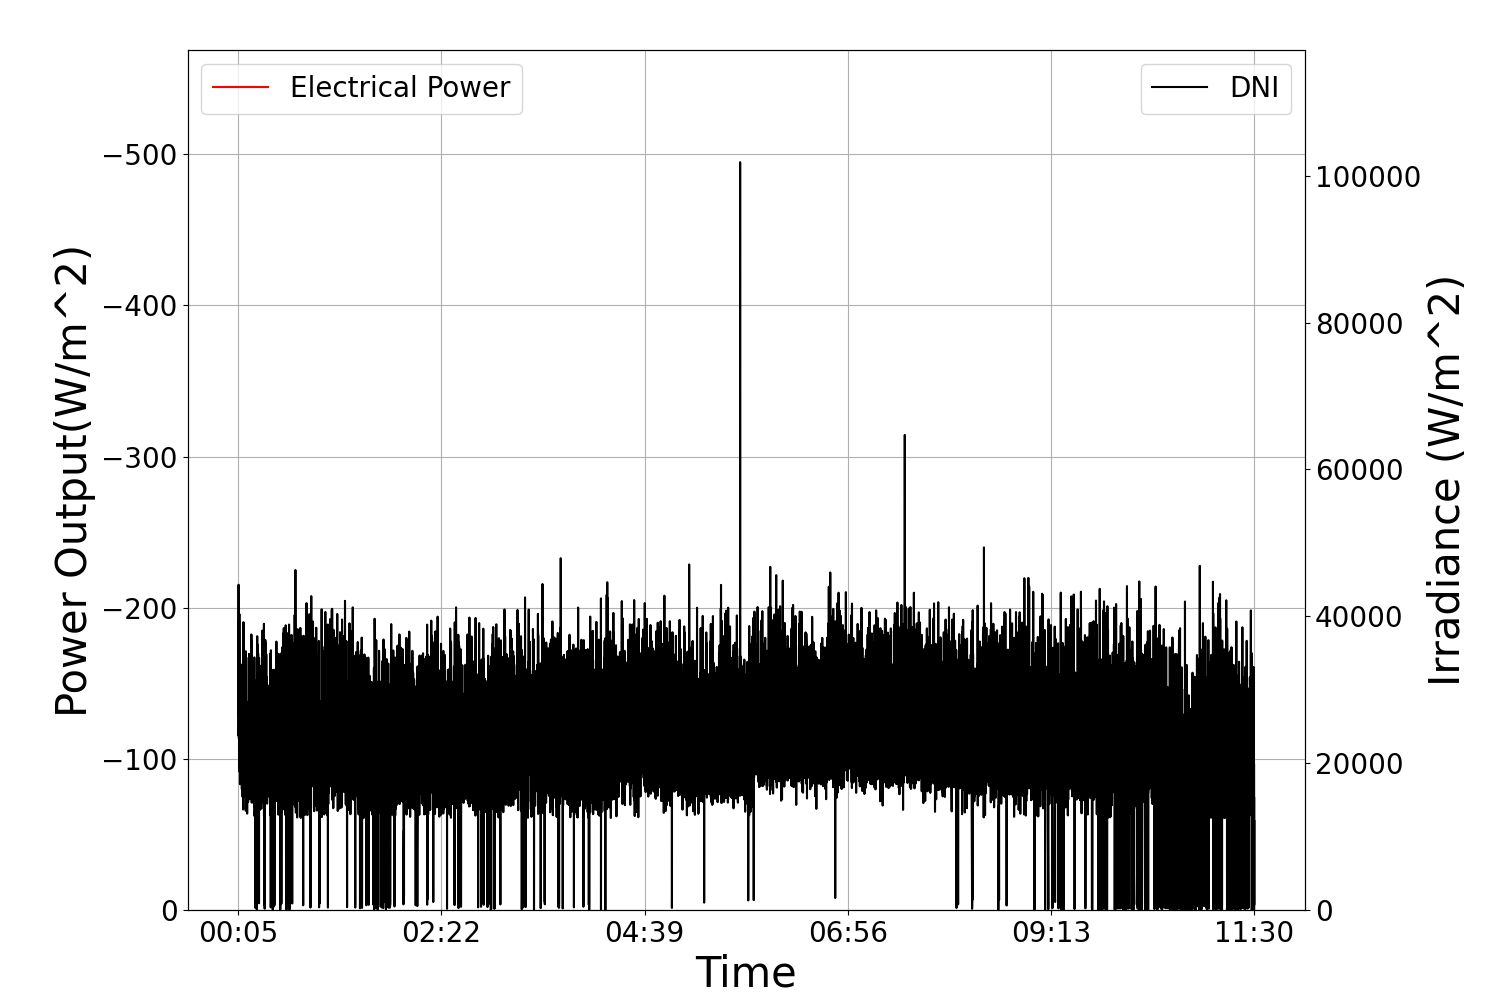 Electrical Power
DNI
Power Output(W/m^2)
−500
−400
−300
−200
−100
0
100000
80000
60000
40000
20000
0
Irradiance (W/m^2)
00:05 02:22 04:39 06:56 09:13 11:30
Time